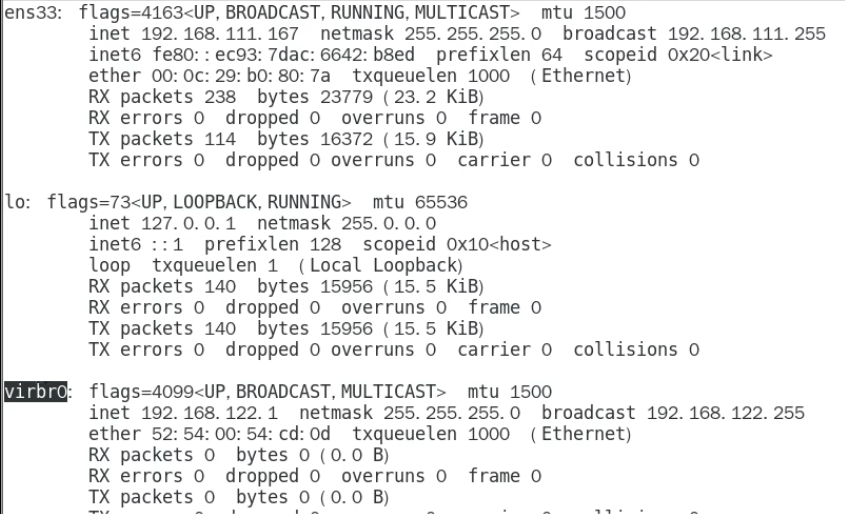 ens33: flags=4163<UP,BROADCAST,RUNNING,MULTICAST> mtu 1500
inet 192.168.111.167 netmask 255.255.255.0 broadcast 192.168.111.255
inet6 fe80::ec93:7dac:6642:b8ed prefixlen 64 scopeid 0x20<link>
ether 00:0c:29:b0:80:7a txqueuelen 1000 (Ethernet)
RX packets 238 bytes 23779 (23.2 KiB)
RX errors 0 dropped 0 overruns 0 frame 0
TX packets 114 bytes 16372 (15.9 KiB)
TX errors 0 dropped 0 overruns 0 carrier 0 collisions 0
lo: flags=73<UP,LOOPBACK,RUNNING> mtu 65536
inet 127.0.0.1 netmask 255.0.0.0
inet6 ::1 prefixlen 128 scopeid 0x10<host>
loop txqueuelen 1 (Local Loopback)
RX packets 140 bytes 15956 (15.5 KiB)
RX errors 0 dropped 0 overruns 0 frame 0
TX packets 140 bytes 15956 (15.5 KiB)
TX errors 0 dropped 0 overruns 0 carrier 0 collisions 0
virbr0: flags=4099<UP,BROADCAST,MULTICAST> mtu 1500
inet 192.168.122.1 netmask 255.255.255.0 broadcast 192.168.122.255
ether 52:54:00:54:cd:0d txqueuelen 1000 (Ethernet)
RX packets 0 bytes 0 (0.0 B)
RX errors 0 dropped 0 overruns 0 frame 0
TX packets 0 bytes 0 (0.0 B)